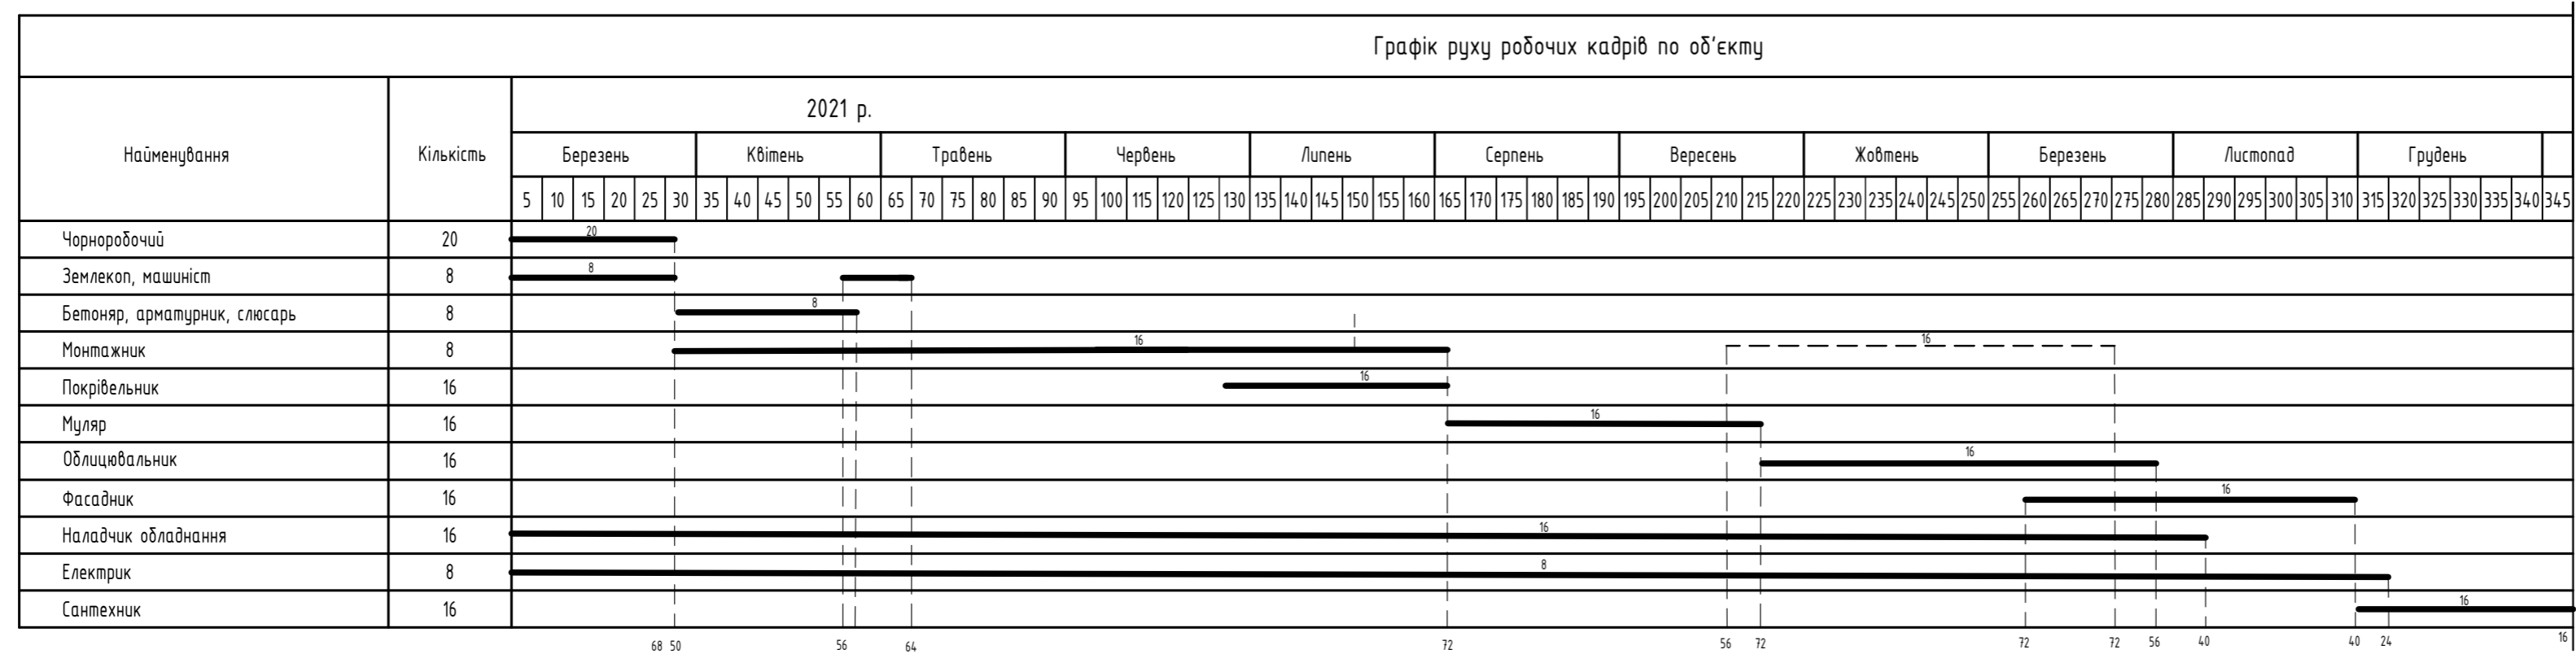 Графік руху робочих кадрів по об'єкту
Найменування Кількість 2021 р.
Березень Квітень Травень Червень Липень Серпень Вересень Жовтень Березень Листопад Грудень
5 10 15 20 25 30 35 40 45 50 55 60 65 70 75 80 85 90 95 100 115 120 125 130 135 140 145 150 155 160 165 170 175 180 185 190 195 200 205 210 215 220 225 230 235 240 245 250 255 260 265 270 275 280 285 290 295 300 305 310 315 320 325 330 335 340 345
Чорноробочий 20 20
Землекоп, машиніст 8 8
Бетоняр, арматурник, слюсарь 8 8
Монтажник 8 16 16
Покрівельник 16 16
Муляр 16 16
Облицювальник 16 16
Фасадник 16 16
Наладчик обладнання 16 16
Електрик 8 8
Сантехник 16 16
68 50 56 64 72 56 72 72 72 56 40 40 24 16